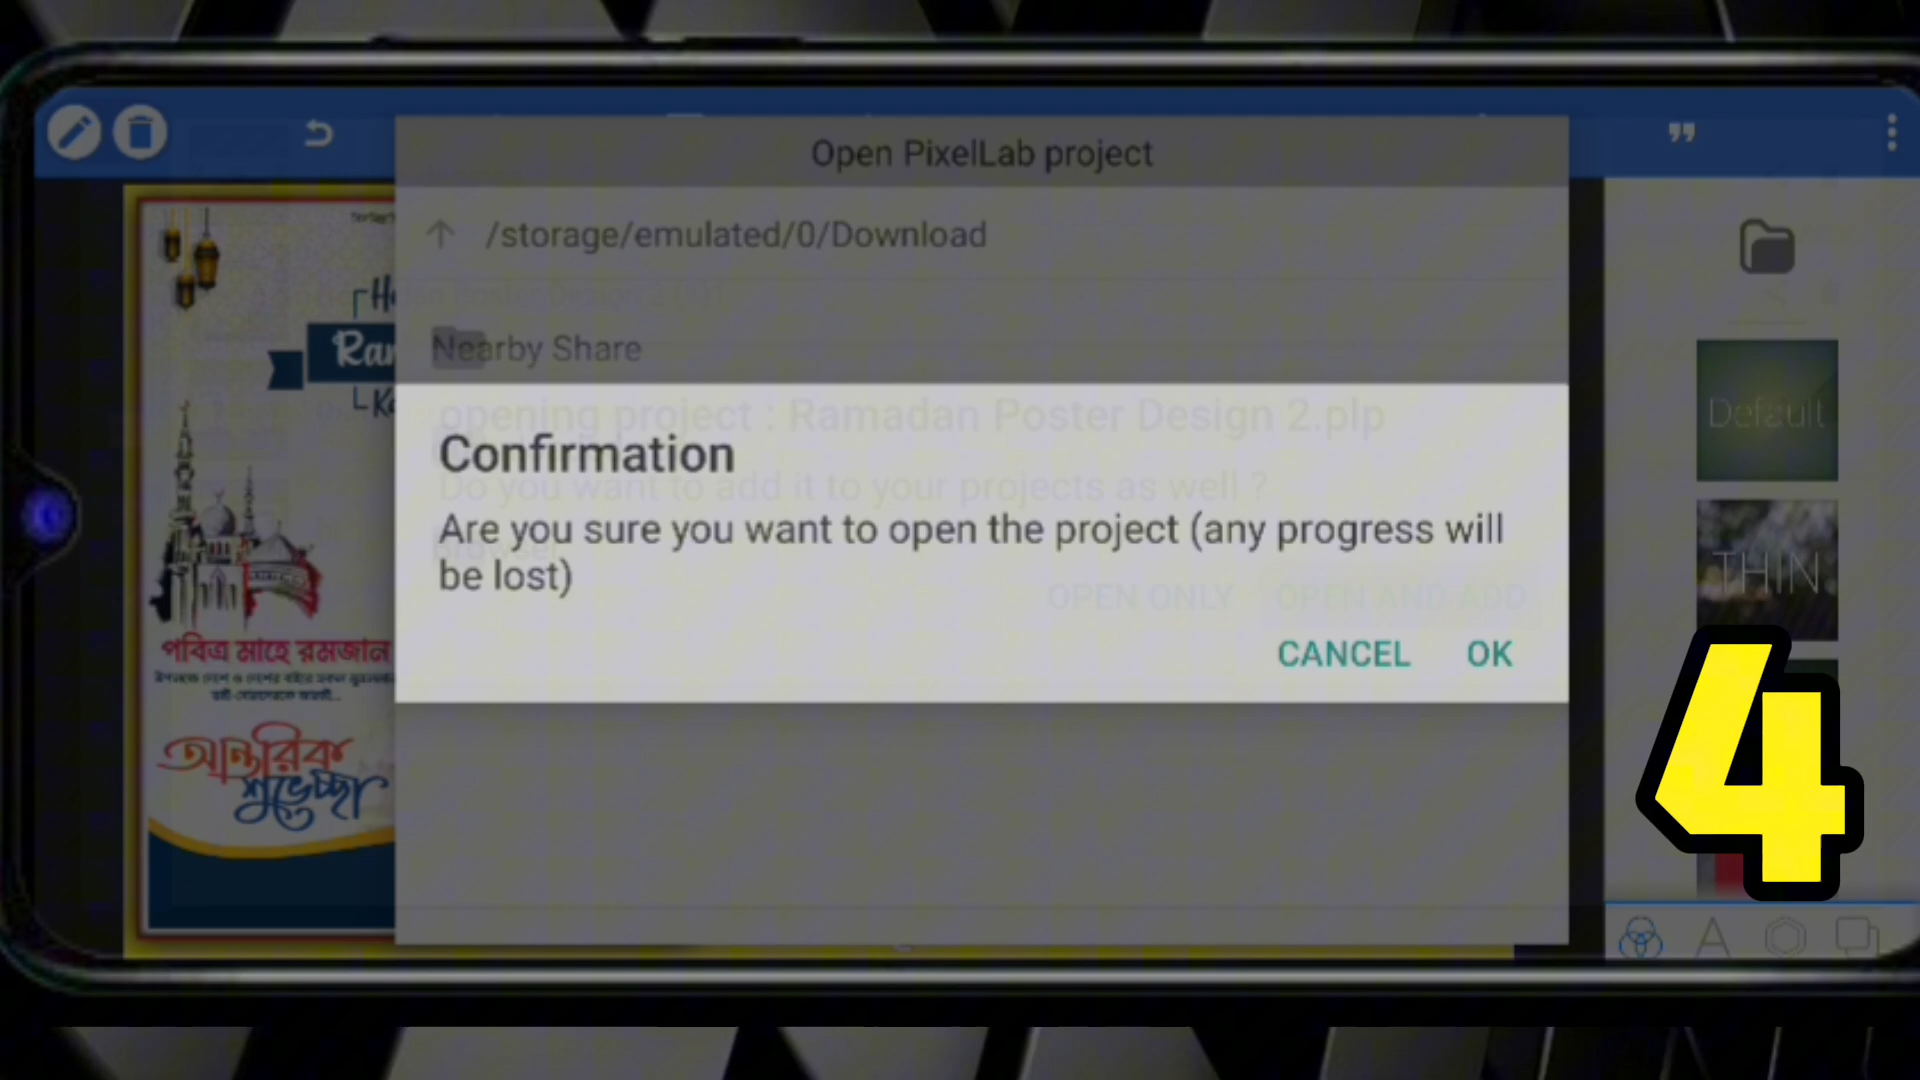 Open PixelLab project
/storage/emulated/0/Download
Nearby Share
opening project : Ramadan Poster Design 2.plp
Confirmation
Do you want to add it to your projects as well ?
Are you sure you want to open the project (any progress will
be lost)
OPEN ONLY OPEN AND ADD
CANCEL OK
Default
THIN
4
পবিত্র মাহে রমজান
আন্তরিক
শুভেচ্ছা